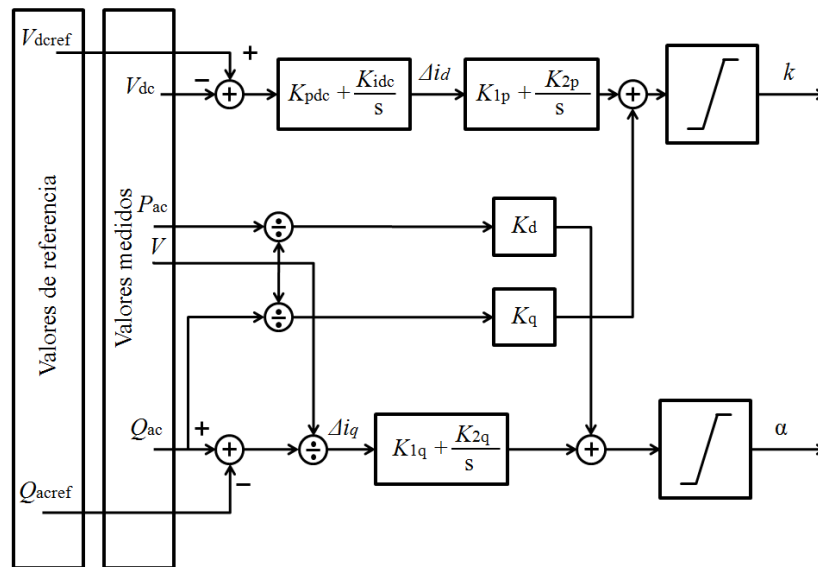 Valores de referencia
Valores medidos
Vdcref
+
−
Vdc
+
Kpdc + Kidc/s
Δid
K1p + K2p/s
+
k
Pac
÷
Kd
V
÷
Kq
Qac
+
+
−
÷
Δiq
K1q + K2q/s
+
α
Qacref